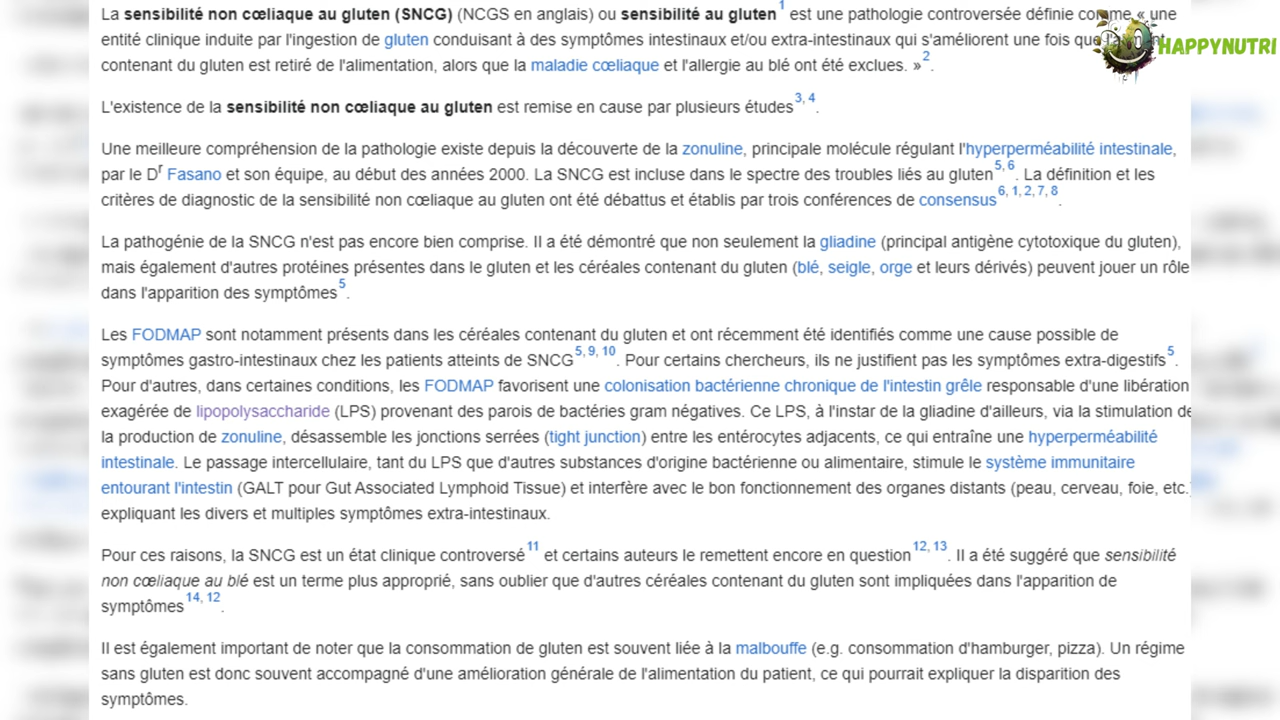 La sensibilité non cœliaque au gluten (SNCG) (NCGS en anglais) ou sensibilité au gluten1 est une pathologie controversée définie comme « une
entité clinique induite par l'ingestion de gluten conduisant à des symptômes intestinaux et/ou extra-intestinaux qui s'améliorent une fois que
HAPPYNUTRI
contenant du gluten est retiré de l'alimentation, alors que la maladie cœliaque et l'allergie au blé ont été exclues. »2.
L'existence de la sensibilité non cœliaque au gluten est remise en cause par plusieurs études3, 4.
Une meilleure compréhension de la pathologie existe depuis la découverte de la zonuline, principale molécule régulant l'hyperperméabilité intestinale,
par le Dr Fasano et son équipe, au début des années 2000. La SNCG est incluse dans le spectre des troubles liés au gluten5, 6. La définition et les
critères de diagnostic de la sensibilité non cœliaque au gluten ont été débattus et établis par trois conférences de consensus6, 1, 2, 7, 8.
La pathogénie de la SNCG n'est pas encore bien comprise. Il a été démontré que non seulement la gliadine (principal antigène cytotoxique du gluten),
mais également d'autres protéines présentes dans le gluten et les céréales contenant du gluten (blé, seigle, orge et leurs dérivés) peuvent jouer un rôle
dans l'apparition des symptômes5.
Les FODMAP sont notamment présents dans les céréales contenant du gluten et ont récemment été identifiés comme une cause possible de
symptômes gastro-intestinaux chez les patients atteints de SNCG5, 9, 10. Pour certains chercheurs, ils ne justifient pas les symptômes extra-digestifs5.
Pour d'autres, dans certaines conditions, les FODMAP favorisent une colonisation bactérienne chronique de l'intestin grêle responsable d'une libération
exagérée de lipopolysaccharide (LPS) provenant des parois de bactéries gram négatives. Ce LPS, à l'instar de la gliadine d'ailleurs, via la stimulation de
la production de zonuline, désassemble les jonctions serrées (tight junction) entre les entérocytes adjacents, ce qui entraîne une hyperperméabilité
intestinale. Le passage intercellulaire, tant du LPS que d'autres substances d'origine bactérienne ou alimentaire, stimule le système immunitaire
entourant l'intestin (GALT pour Gut Associated Lymphoid Tissue) et interfère avec le bon fonctionnement des organes distants (peau, cerveau, foie, etc.
expliquant les divers et multiples symptômes extra-intestinaux.
Pour ces raisons, la SNCG est un état clinique controversé11 et certains auteurs le remettent encore en question12, 13. Il a été suggéré que sensibilité
non cœliaque au blé est un terme plus approprié, sans oublier que d'autres céréales contenant du gluten sont impliquées dans l'apparition de
symptômes14, 12.
Il est également important de noter que la consommation de gluten est souvent liée à la malbouffe (e.g. consommation d'hamburger, pizza). Un régime
sans gluten est donc souvent accompagné d'une amélioration générale de l'alimentation du patient, ce qui pourrait expliquer la disparition des
symptômes.